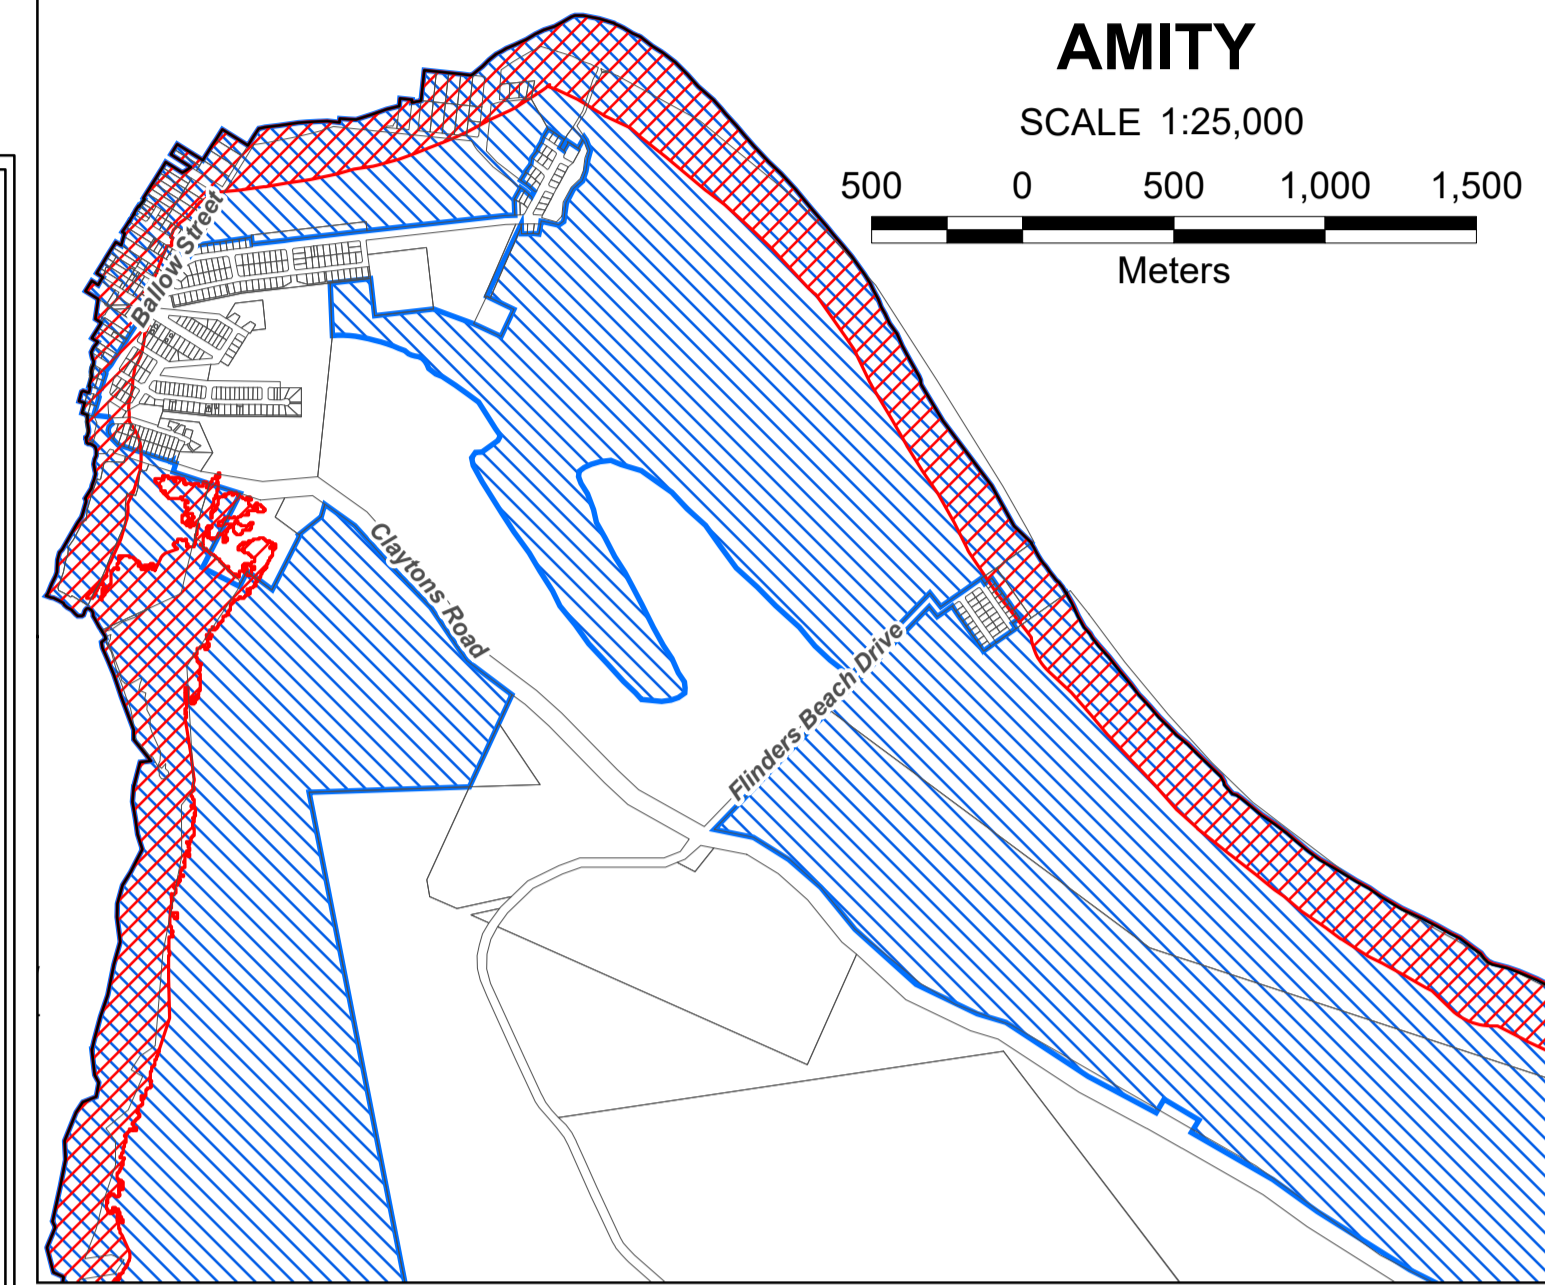 AMITY
SCALE 1:25,000
500 0 500 1,000 1,500
Meters
Ballow Street
Claytons Road
Flinders Beach Drive